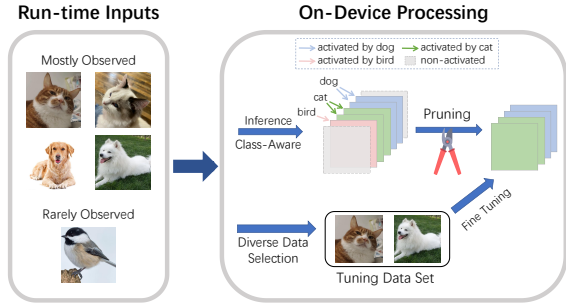 Run-time Inputs
On-Device Processing
Mostly Observed
Rarely Observed
activated by dog
activated by cat
activated by bird
non-activated
dog
cat
bird
Inference
Class-Aware
Pruning
Fine Tuning
Diverse Data
Selection
Tuning Data Set